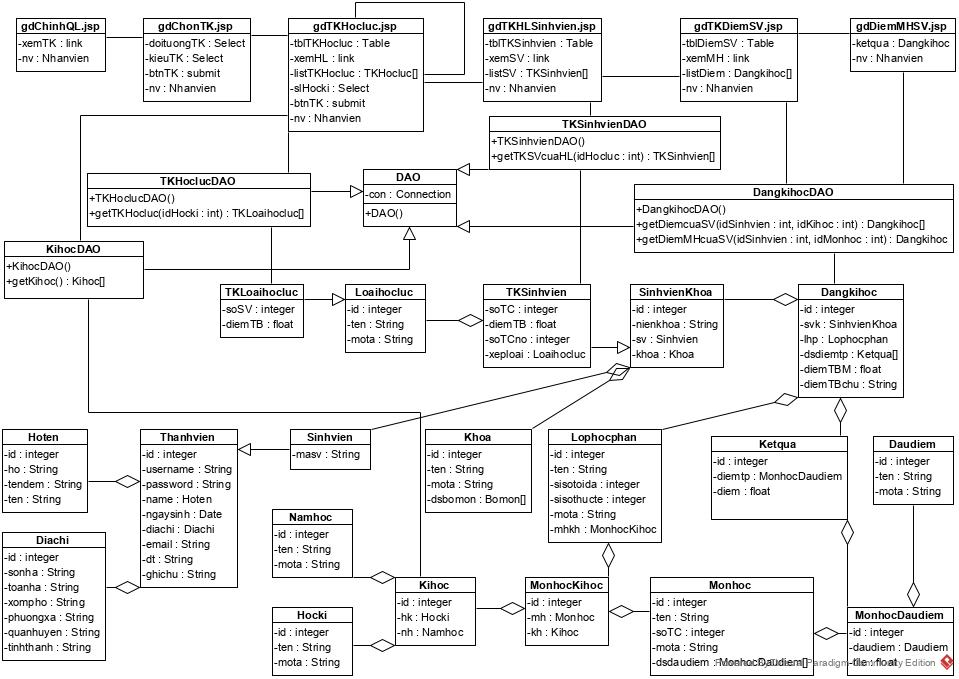 gdChinhQL.jsp
-xemTK : link
-nv : Nhanvien
gdChonTK.jsp
-doituongTK : Select
-kieuTK : Select
-btnTK : submit
-nv : Nhanvien
gdTKHocluc.jsp
-tblTKHocluc : Table
-xemHL : link
-listTKHocluc : TKHocluc[]
-slHocki : Select
-btnTK : submit
-nv : Nhanvien
gdTKHLSinhvien.jsp
-tblTKSinhvien : Table
-xemSV : link
-listSV : TKSinhvien[]
-nv : Nhanvien
gdTKDiemSV.jsp
-tblDiemSV : Table
-xemMH : link
-listDiem : Dangkihoc[]
-nv : Nhanvien
gdDiemMHSV.jsp
-ketqua : Dangkihoc
-nv : Nhanvien
TKSinhvienDAO
+TKSinhvienDAO()
+getTKSVcuaHL(idHocluc : int) : TKSinhvien[]
TKHoclucDAO
+TKHoclucDAO()
+getTKHocluc(idHocki : int) : TKLoaihocluc[]
DAO
-con : Connection
+DAO()
DangkihocDAO
+DangkihocDAO()
+getDiemcuaSV(idSinhvien : int, idKihoc : int) : Dangkihoc[]
+getDiemMHcuaSV(idSinhvien : int, idMonhoc : int) : Dangkihoc
KihocDAO
+KihocDAO()
+getKihoc() : Kihoc[]
TKLoaihocluc
-soSV : integer
-diemTB : float
Loaihocluc
-id : integer
-ten : String
-mota : String
TKSinhvien
-soTC : integer
-diemTB : float
-soTCno : integer
-xeploai : Loaihocluc
SinhvienKhoa
-id : integer
-nienkhoa : String
-sv : Sinhvien
-khoa : Khoa
Dangkihoc
-id : integer
-svk : SinhvienKhoa
-lhp : Lophocphan
-dsdiemtp : Ketqua[]
-diemTBM : float
-diemTBchu : String
Hoten
-id : integer
-ho : String
-tendem : String
-ten : String
Thanhvien
-id : integer
-username : String
-password : String
-name : Hoten
-ngaysinh : Date
-diachi : Diachi
-email : String
-dt : String
-ghichu : String
Sinhvien
-masv : String
Khoa
-id : integer
-ten : String
-mota : String
-dsbomon : Bomon[]
Lophocphan
-id : integer
-ten : String
-sisotoida : integer
-sisothucte : integer
-mota : String
-mhkh : MonhocKihoc
Ketqua
-id : integer
-diemtp : MonhocDaudiem
-diem : float
Daudiem
-id : integer
-ten : String
-mota : String
Diachi
-id : integer
-sonha : String
-toanha : String
-xompho : String
-phuongxa : String
-quanhuyen : String
-tinhthanh : String
Namhoc
-id : integer
-ten : String
-mota : String
Hocki
-id : integer
-ten : String
-mota : String
Kihoc
-id : integer
-hk : Hocki
-nh : Namhoc
MonhocKihoc
-id : integer
-mh : Monhoc
-kh : Kihoc
Monhoc
-id : integer
-ten : String
-soTC : integer
-mota : String
-dsdaudiem : MonhocDaudiem[]
MonhocDaudiem
-id : integer
-daudiem : Daudiem
-tile : float
Paradigm Community Edition